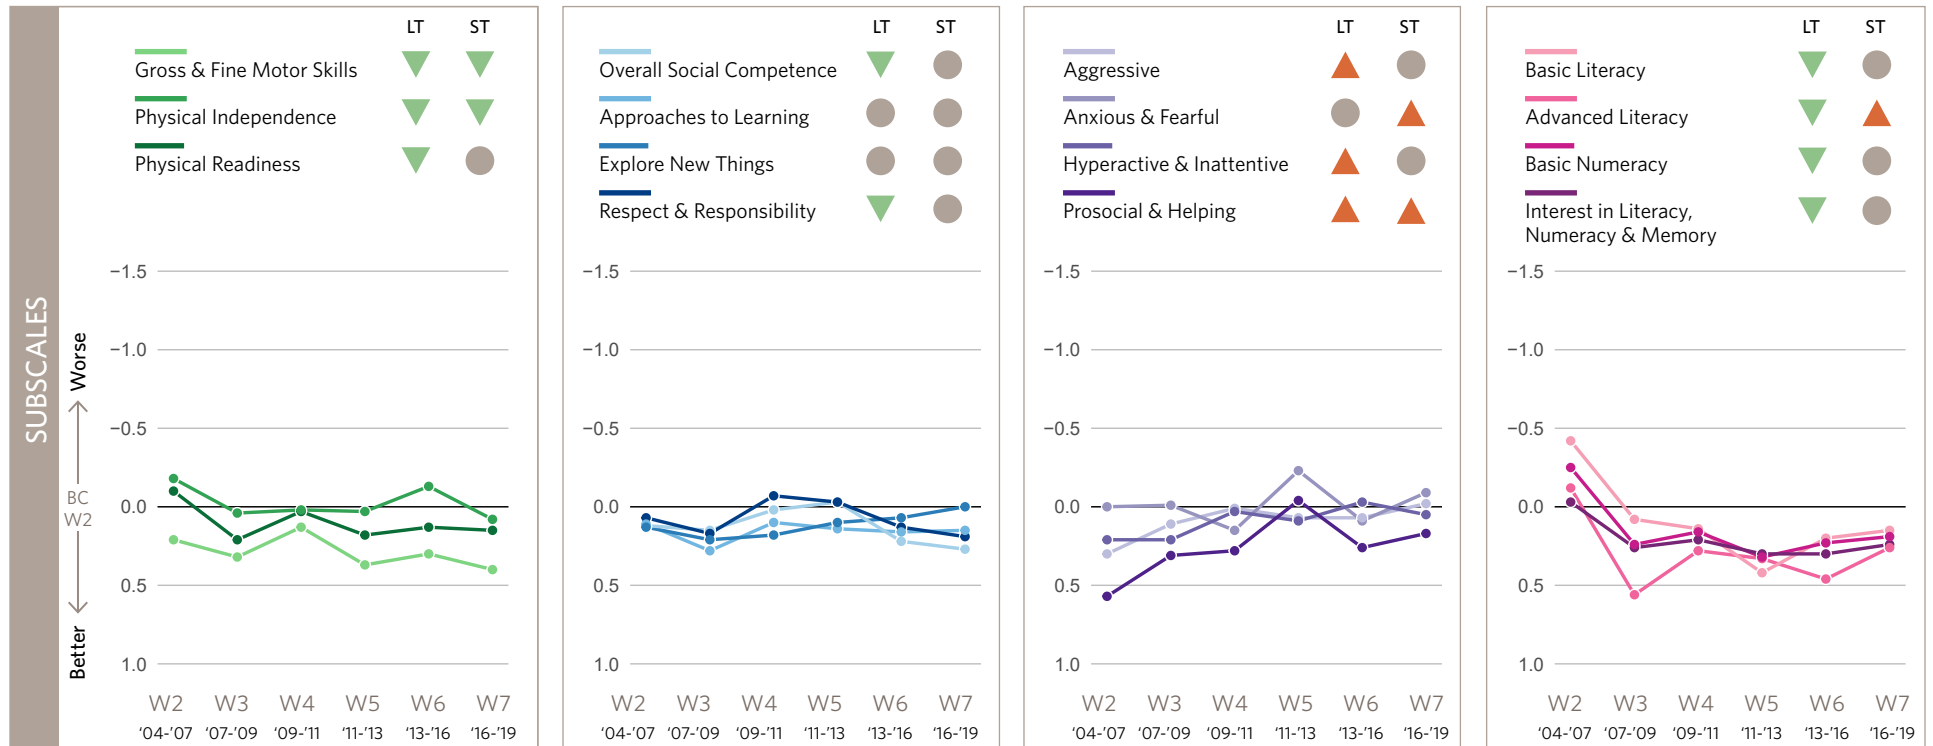 SUBSCALES
Worse
BC
W2
Better
LT ST
Gross & Fine Motor Skills
Physical Independence
Physical Readiness
−1.5
−1.0
−0.5
0.0
0.5
1.0
W2 W3 W4 W5 W6 W7
‘04-’07 ‘07-’09 ‘09-’11 ‘11-’13 ‘13-’16 ‘16-’19
LT ST
Overall Social Competence
Approaches to Learning
Explore New Things
Respect & Responsibility
−1.5
−1.0
−0.5
0.0
0.5
1.0
W2 W3 W4 W5 W6 W7
‘04-’07 ‘07-’09 ‘09-’11 ‘11-’13 ‘13-’16 ‘16-’19
LT ST
Aggressive
Anxious & Fearful
Hyperactive & Inattentive
Prosocial & Helping
−1.5
−1.0
−0.5
0.0
0.5
1.0
W2 W3 W4 W5 W6 W7
‘04-’07 ‘07-’09 ‘09-’11 ‘11-’13 ‘13-’16 ‘16-’19
LT ST
Basic Literacy
Advanced Literacy
Basic Numeracy
Interest in Literacy,
Numeracy & Memory
−1.5
−1.0
−0.5
0.0
0.5
1.0
W2 W3 W4 W5 W6 W7
‘04-’07 ‘07-’09 ‘09-’11 ‘11-’13 ‘13-’16 ‘16-’19